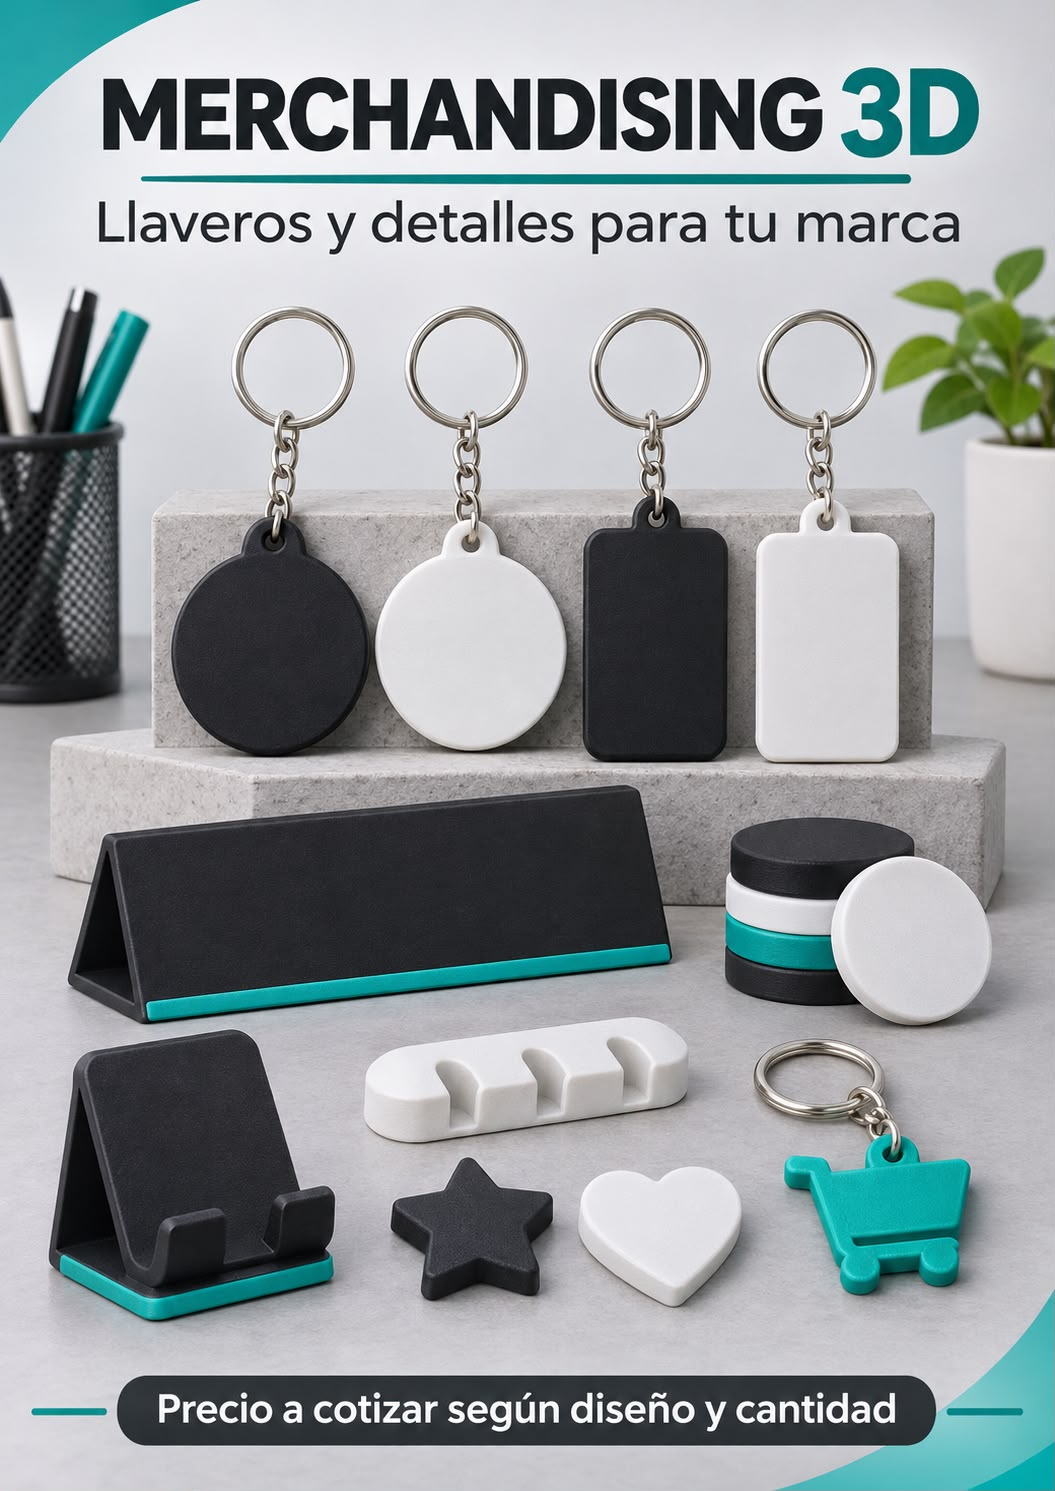 MERCHANDISING 3D
Llaveros y detalles para tu marca
Precio a cotizar según diseño y cantidad